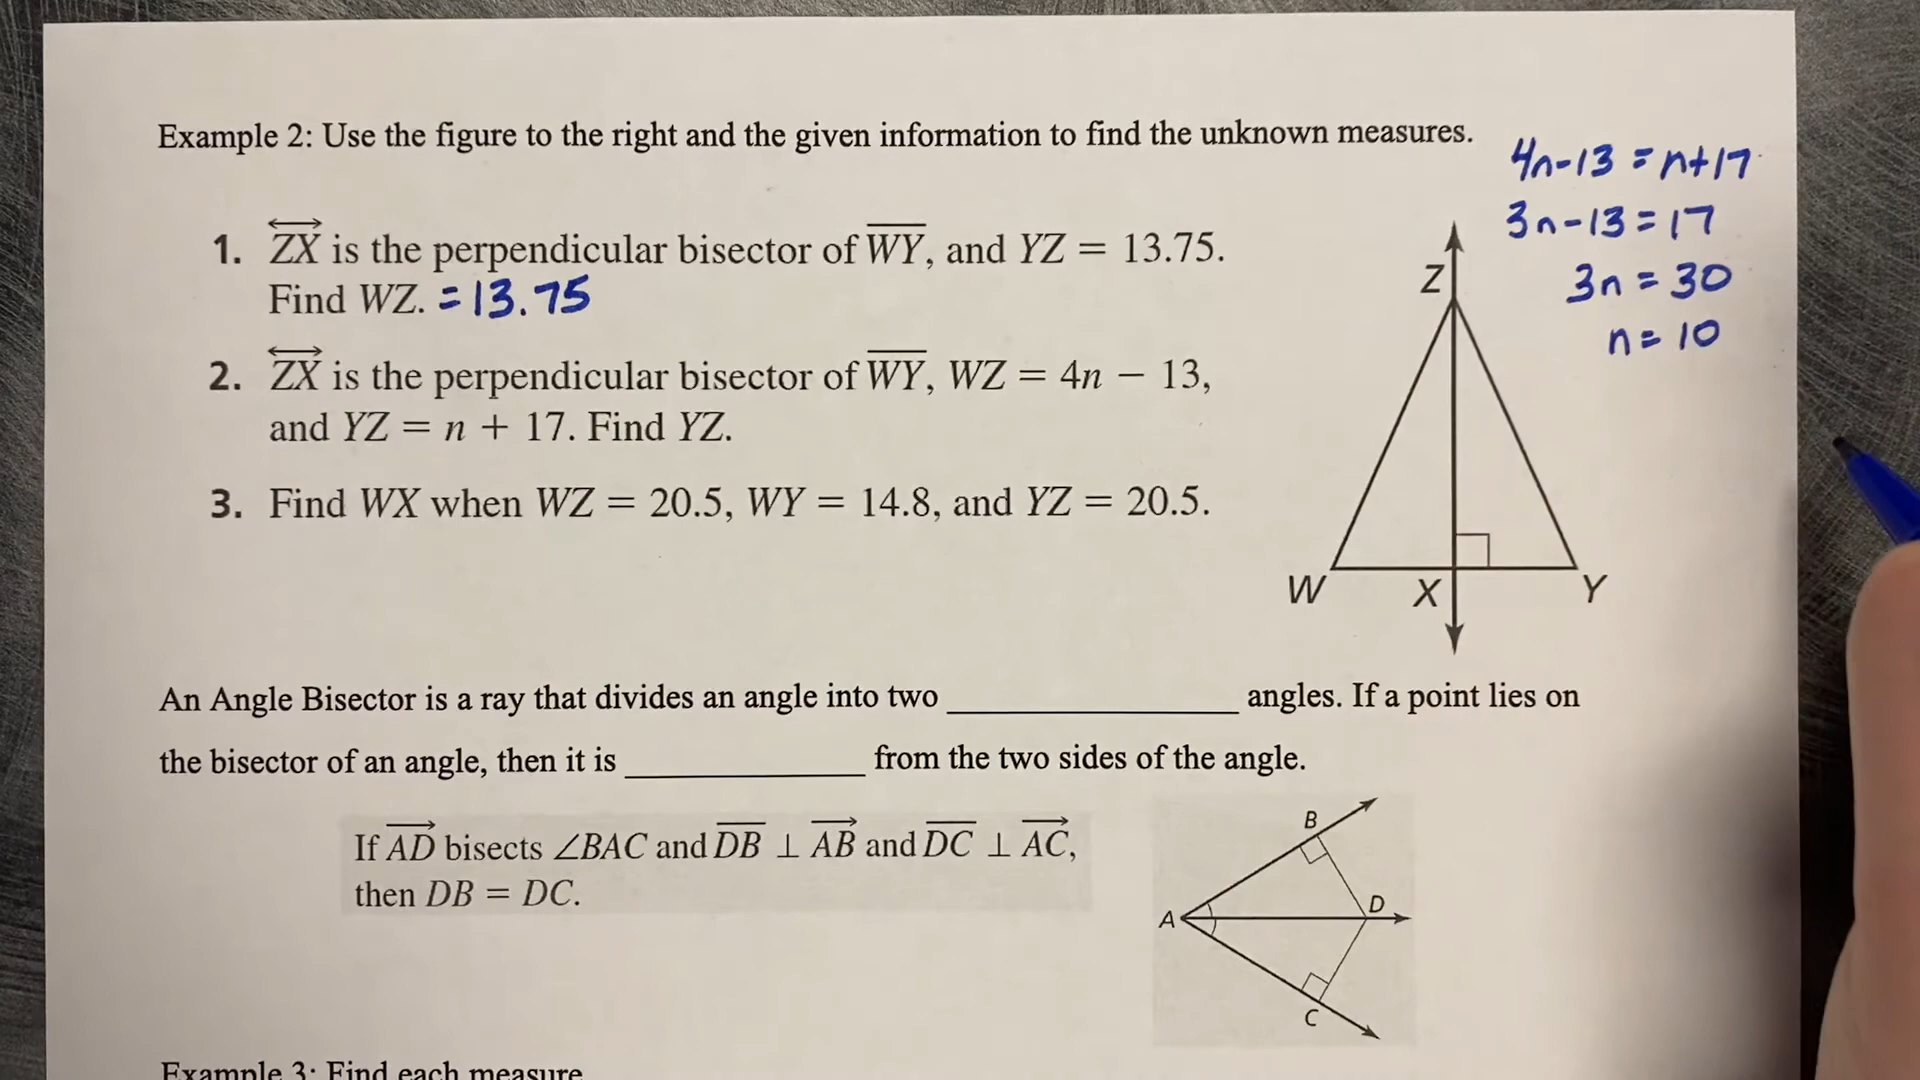 Example 2: Use the figure to the right and the given information to find the unknown measures.
4n-13 = n+17
3n-13 = 17
3n = 30
n = 10
1. ZX is the perpendicular bisector of WY, and YZ = 13.75.
Find WZ. = 13.75
2. ZX is the perpendicular bisector of WY, WZ = 4n − 13,
and YZ = n + 17. Find YZ.
3. Find WX when WZ = 20.5, WY = 14.8, and YZ = 20.5.
Z
W X Y
An Angle Bisector is a ray that divides an angle into two ____________ angles. If a point lies on
the bisector of an angle, then it is ____________ from the two sides of the angle.
If AD bisects ∠BAC and DB ⊥ AB and DC ⊥ AC,
then DB = DC.
B
A
D
C
Example 3: Find each measure